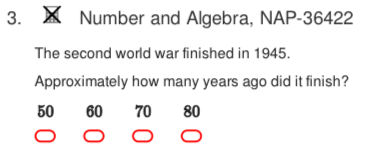 3. Number and Algebra, NAP-36422
The second world war finished in 1945.
Approximately how many years ago did it finish?
50 60 70 80